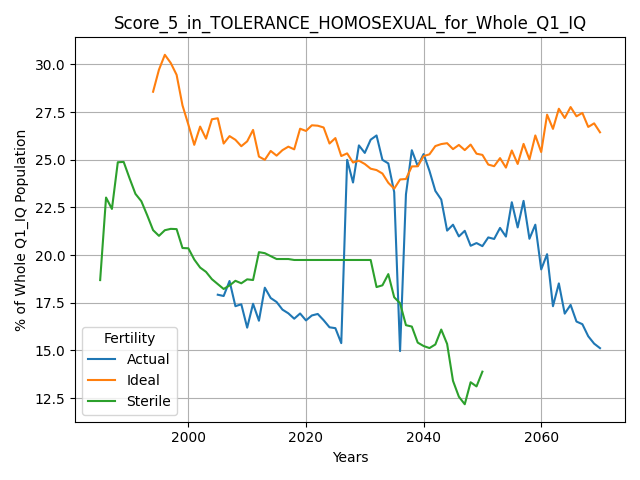 Score_5_in_TOLERANCE_HOMOSEXUAL_for_Whole_Q1_IQ
% of Whole Q1_IQ Population
30.0
27.5
25.0
22.5
20.0
17.5
15.0
12.5
Fertility
Actual
Ideal
Sterile
2000 2020 2040 2060
Years